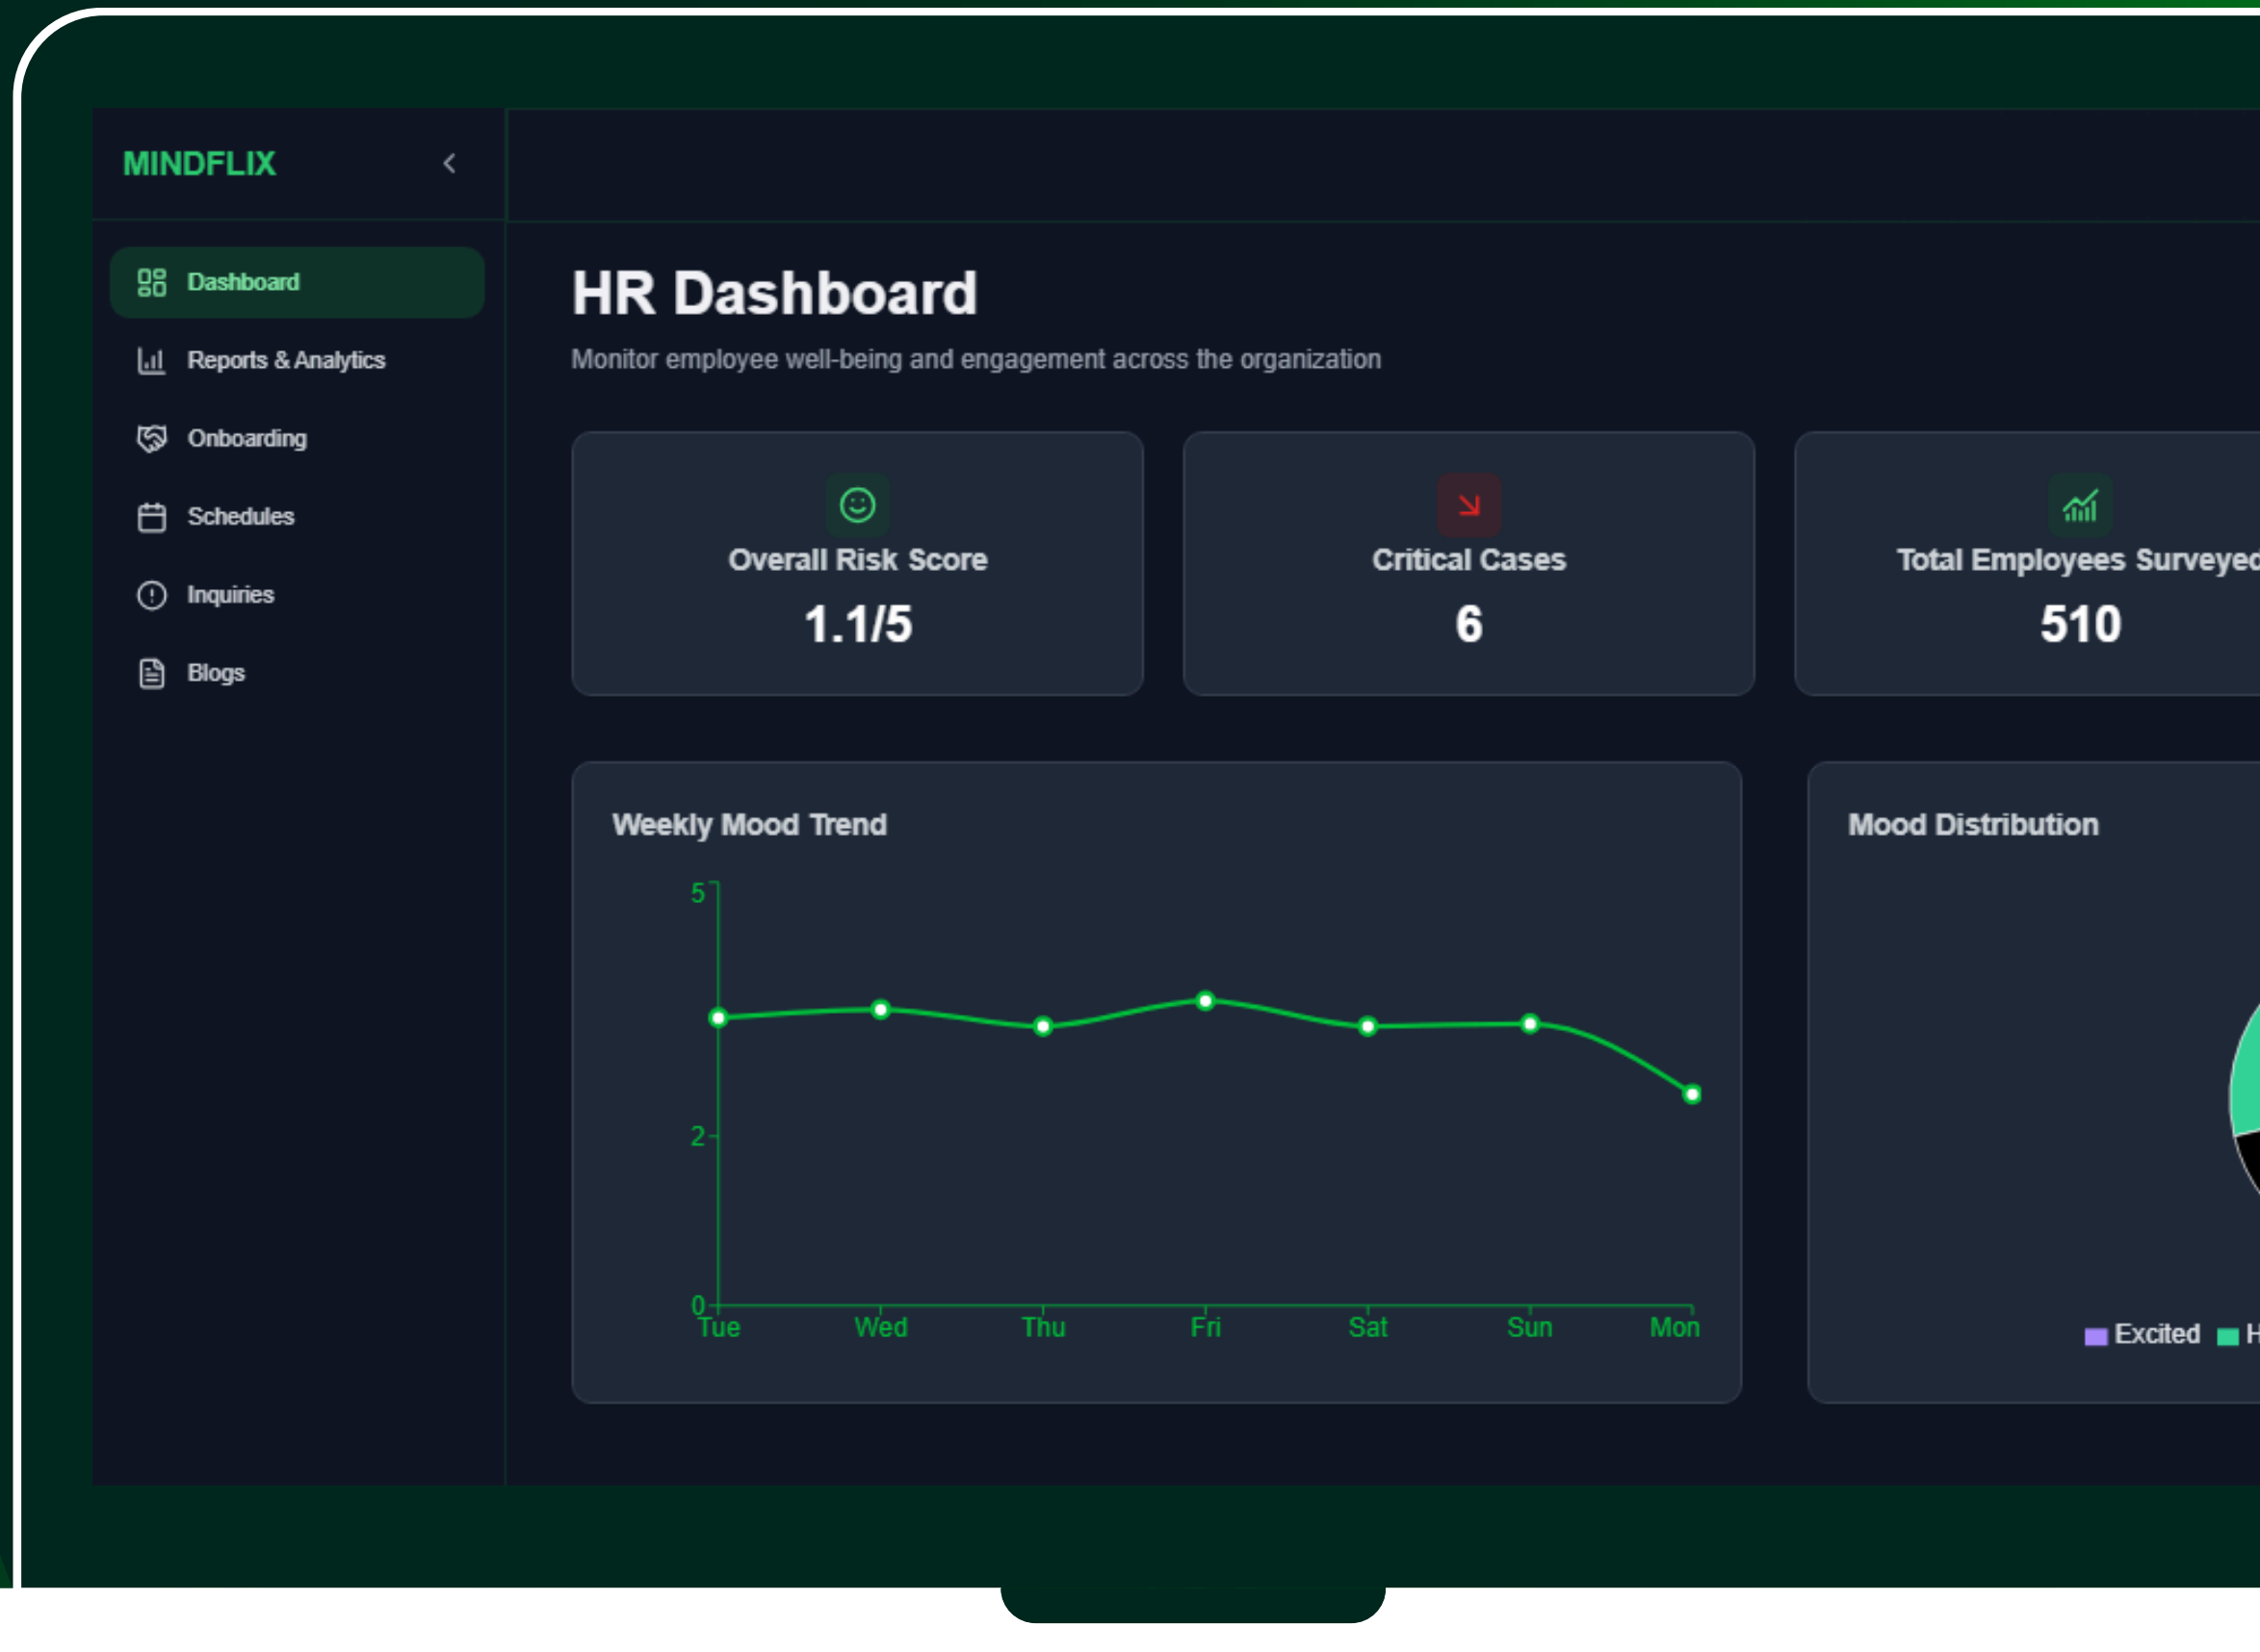 MINDFLIX
Dashboard
Reports & Analytics
Onboarding
Schedules
Inquiries
Blogs
HR Dashboard
Monitor employee well-being and engagement across the organization
Overall Risk Score
1.1/5
Critical Cases
6
Total Employees Surveyed
510
Weekly Mood Trend
5
2
0
Tue Wed Thu Fri Sat Sun Mon
Mood Distribution
Excited